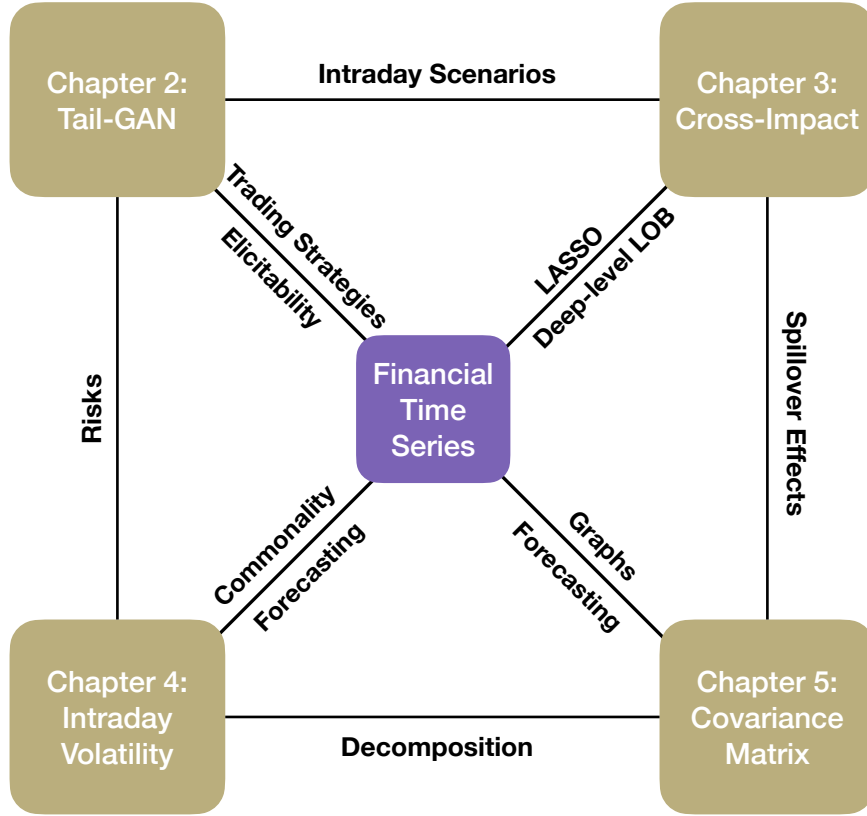 Chapter 2:
Tail-GAN
Intraday Scenarios
Chapter 3:
Cross-Impact
Trading Strategies
Elicitability
LASSO
Deep-level LOB
Risks
Financial
Time
Series
Spillover Effects
Commonality
Forecasting
Graphs
Forecasting
Chapter 4:
Intraday
Volatility
Decomposition
Chapter 5:
Covariance
Matrix